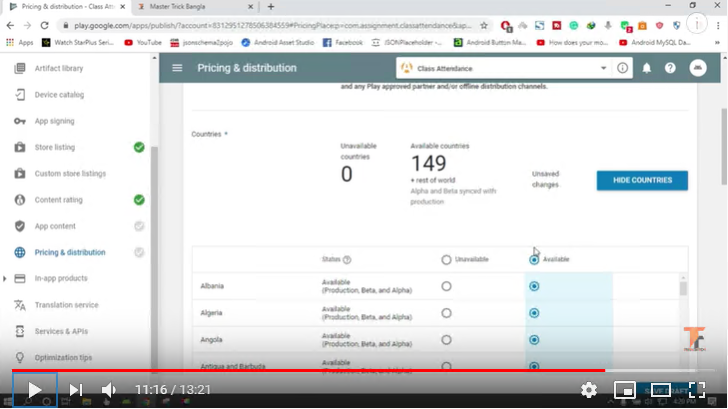 Pricing & distribution - Class Att
Master Trick Bangla
play.google.com/apps/publish/?account=8312951278506384559#PricingPlace:p=com.assignment.classattendance&ap...
Apps
Watch StarPlus Seri...
YouTube
jsonschema2pojo
Android Asset Studio
Facebook
JSONPlaceholder -...
Android Button Mak...
How does your mo...
Android MySQL Da...
Artifact library
Device catalog
App signing
Store listing
Custom store listings
Content rating
App content
Pricing & distribution
In-app products
Translation service
Services & APIs
Optimization tips
Pricing & distribution
Class Attendance
and any Play approved partner and/or offline distribution channels.
Countries *
Unavailable
countries
0
Available countries
149
+ rest of world
Alpha and Beta synced with
production
Unsaved
changes
HIDE COUNTRIES
Status
Unavailable
Available
Albania
Available
(Production, Beta, and Alpha)
Algeria
Available
(Production, Beta, and Alpha)
Angola
Available
(Production, Beta, and Alpha)
Antigua and Barbuda
Available
SAVE DRAFT
11:16 / 13:21
4:20 PM